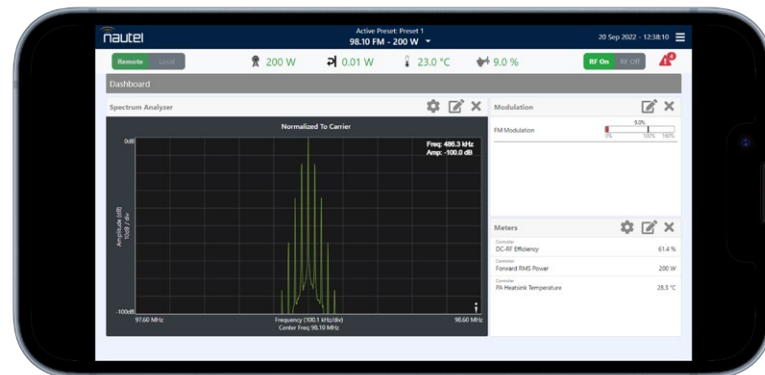 nautel
Active Preset: Preset 1
98.10 FM - 200 W
20 Sep 2022 - 12:38:10
Remote Local
200 W
0.01 W
23.0 °C
9.0 %
RF On RF Off
Dashboard
Spectrum Analyzer
Normalized To Carrier
0dB
Freq: 486.3 kHz
Amp: -100.0 dB
Amplitude (dB)
10dB / div
-100dB
97.60 MHz
Frequency (100.1 kHz/div)
Center Freq 98.10 MHz
98.60 MHz
Modulation
FM Modulation
9.0%
0% 100% 160%
Meters
Controller
DC-RF Efficiency 61.4 %
Controller
Forward RMS Power 200 W
Controller
PA Heatsink Temperature 28.3 °C